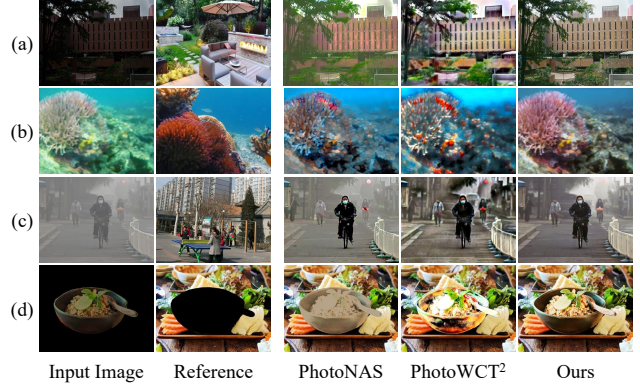 (a)
(b)
(c)
(d)
Input Image Reference PhotoNAS PhotoWCT² Ours